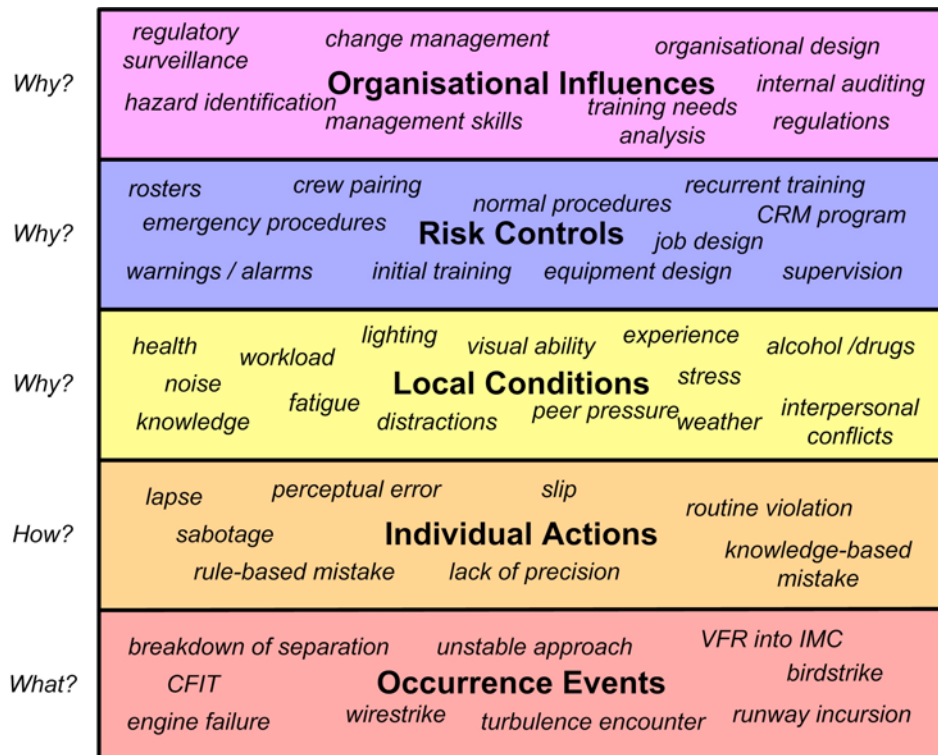 regulatory
surveillance
change management
organisational design
Why?
Organisational Influences
internal auditing
hazard identification
management skills
training needs
analysis
regulations
rosters
crew pairing
recurrent training
emergency procedures
normal procedures
CRM program
Why?
Risk Controls
job design
warnings / alarms
initial training
equipment design
supervision
health
workload
lighting
visual ability
experience
alcohol /drugs
Why?
noise
Local Conditions
stress
knowledge
fatigue
distractions
peer pressure
weather
interpersonal
conflicts
lapse
perceptual error
slip
routine violation
How?
sabotage
Individual Actions
rule-based mistake
lack of precision
knowledge-based
mistake
breakdown of separation
unstable approach
VFR into IMC
What?
CFIT
Occurrence Events
birdstrike
engine failure
wirestrike
turbulence encounter
runway incursion